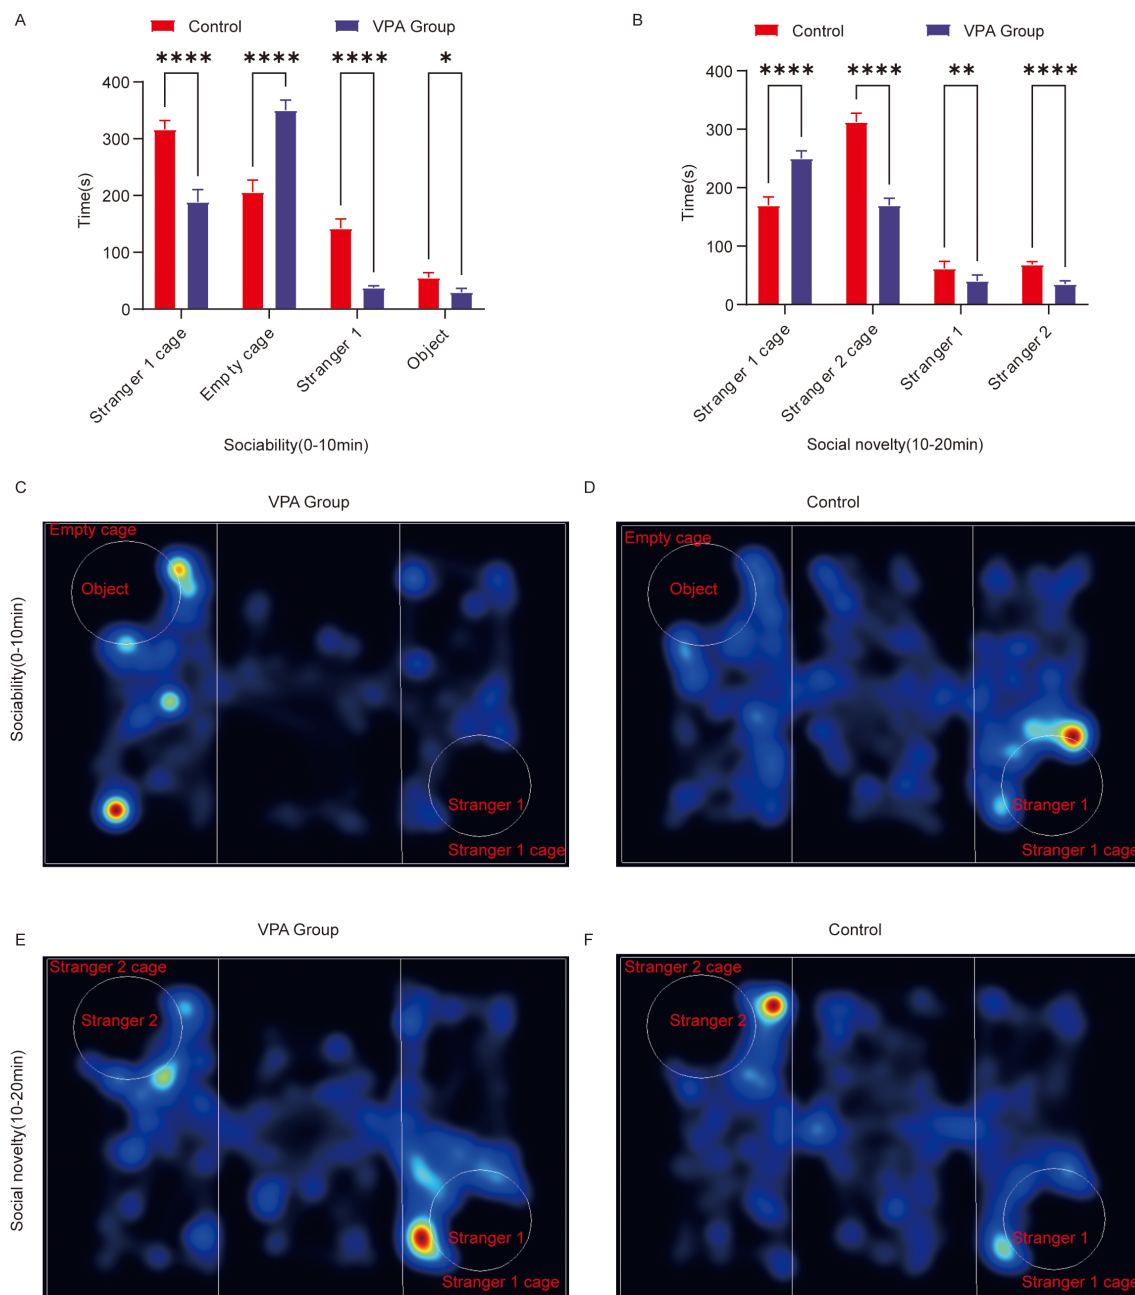 A
Control
VPA Group
****
****
****
*
400
300
200
100
0
Time(s)
Stranger 1 cage
Empty cage
Stranger 1
Object
Sociability(0-10min)
B
Control
VPA Group
****
****
**
****
400
300
200
100
0
Time(s)
Stranger 1 cage
Stranger 2 cage
Stranger 1
Stranger 2
Social novelty(10-20min)
C
VPA Group
Sociability(0-10min)
Empty cage
Object
Stranger 1
Stranger 1 cage
D
Control
Empty cage
Object
Stranger 1
Stranger 1 cage
E
VPA Group
Social novelty(10-20min)
Stranger 2 cage
Stranger 2
Stranger 1
Stranger 1 cage
F
Control
Stranger 2 cage
Stranger 2
Stranger 1
Stranger 1 cage